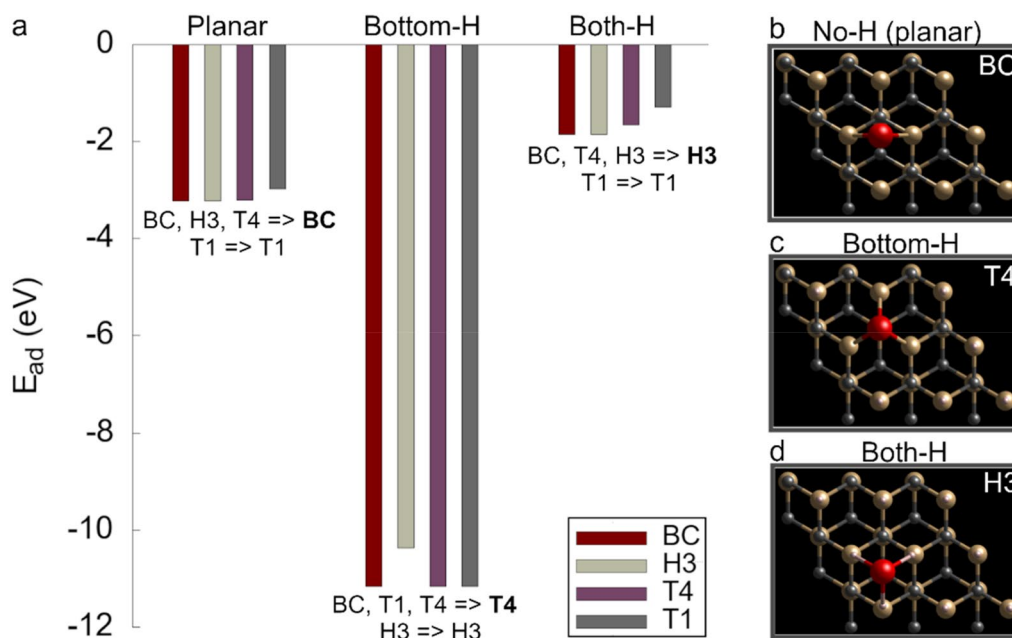 a
Planar
Bottom-H
Both-H
0
-2
-4
-6
-8
-10
-12
E_ad (eV)
BC, H3, T4 => BC
T1 => T1
BC, T1, T4 => T4
H3 => H3
BC, T4, H3 => H3
T1 => T1
BC
H3
T4
T1
b
No-H (planar)
BC
c
Bottom-H
T4
d
Both-H
H3